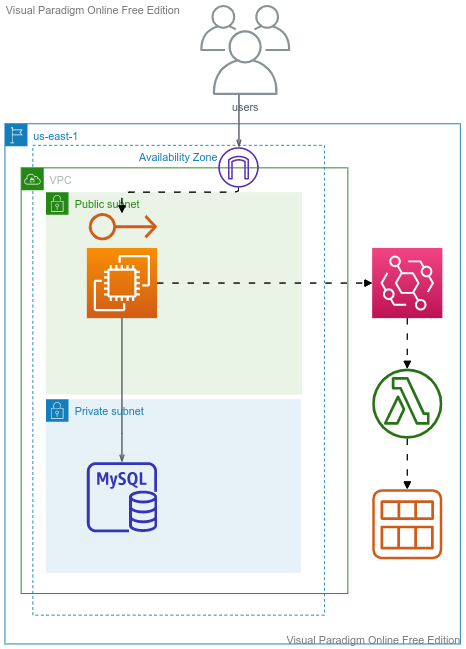 Visual Paradigm Online Free Edition
users
us-east-1
Availability Zone
VPC
Public subnet
Private subnet
MySQL
Visual Paradigm Online Free Edition